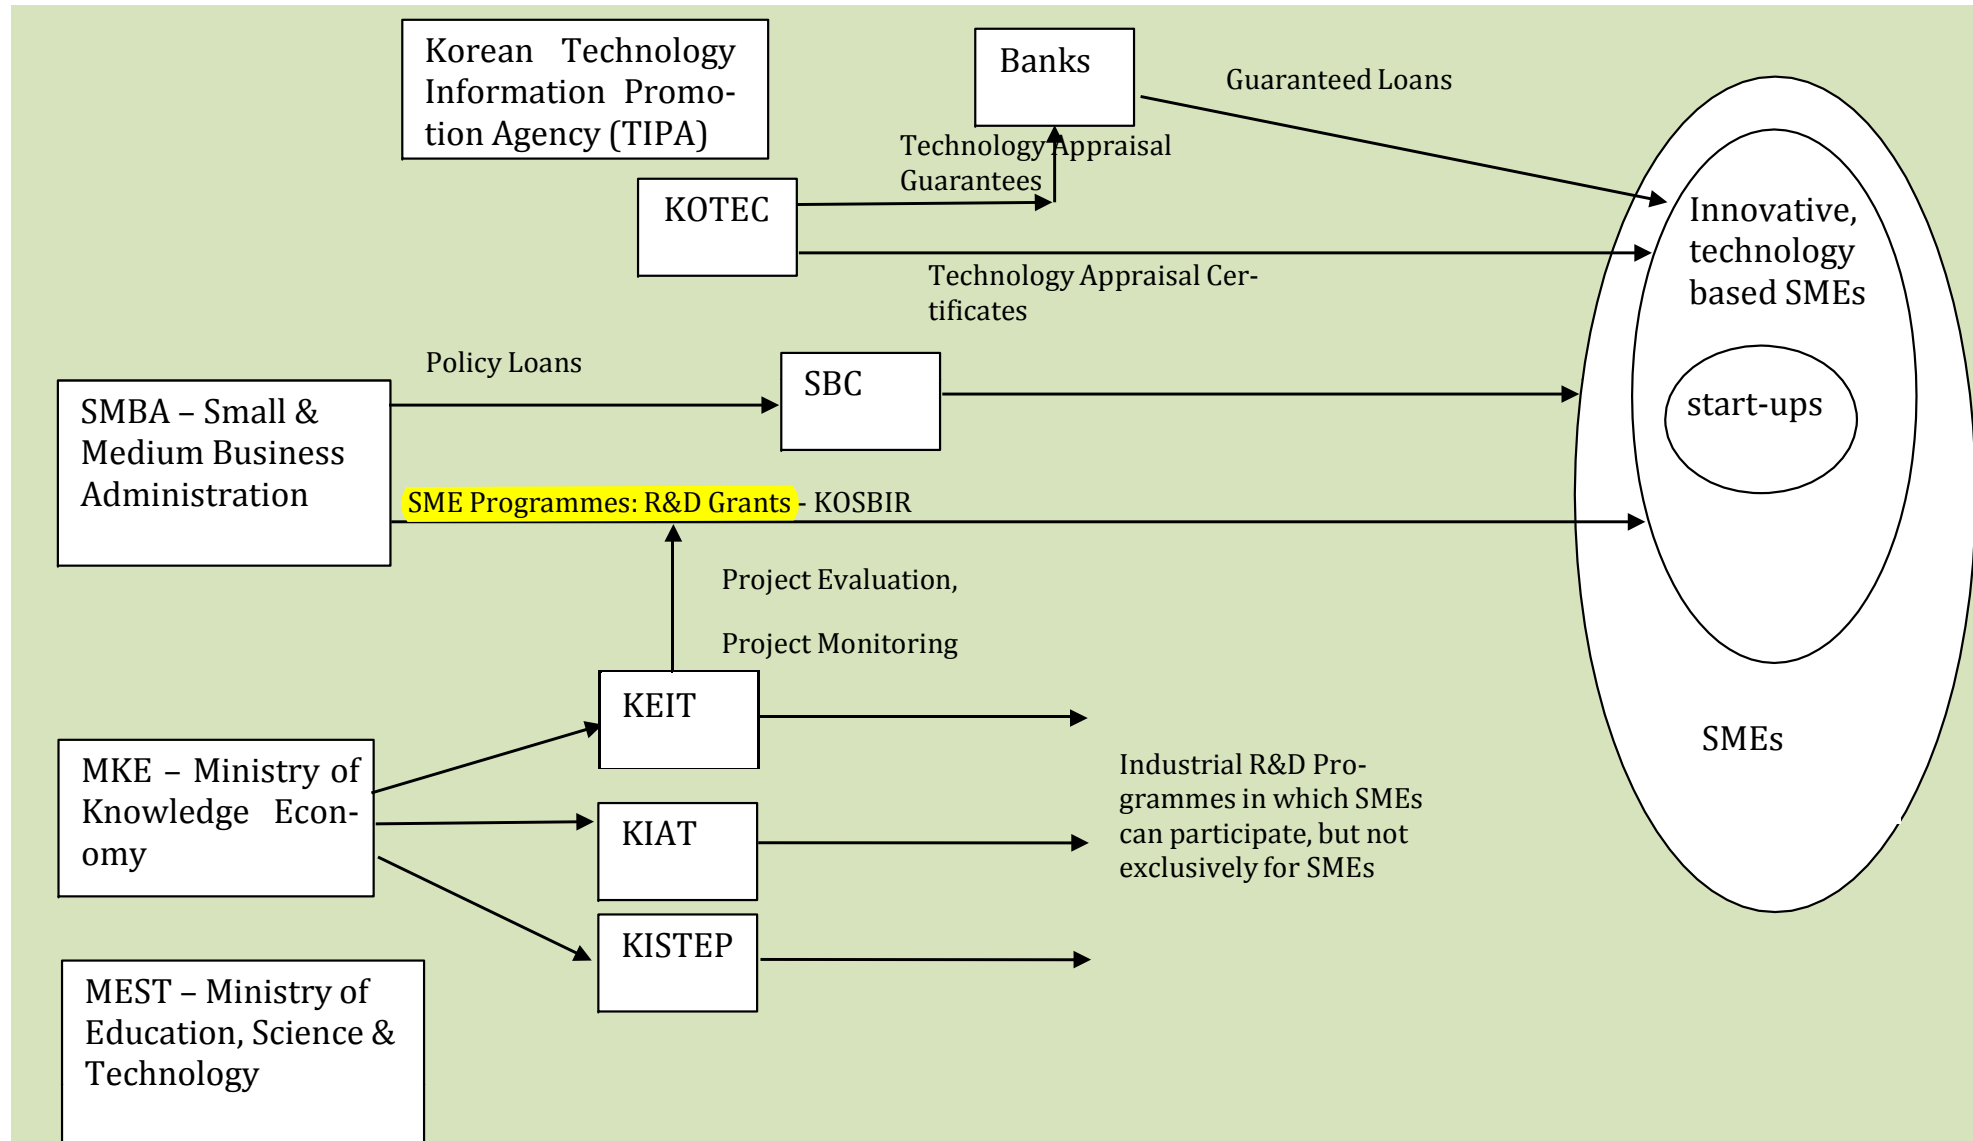 Korean Technology
Information Promo-
tion Agency (TIPA)
Banks
Guaranteed Loans
Technology Appraisal
Guarantees
KOTEC
Technology Appraisal Cer-
tificates
Innovative,
technology
based SMEs
start-ups
SMEs
Policy Loans
SBC
SMBA – Small &
Medium Business
Administration
SME Programmes: R&D Grants - KOSBIR
Project Evaluation,
Project Monitoring
KEIT
MKE – Ministry of
Knowledge Econ-
omy
KIAT
Industrial R&D Pro-
grammes in which SMEs
can participate, but not
exclusively for SMEs
KISTEP
MEST – Ministry of
Education, Science &
Technology